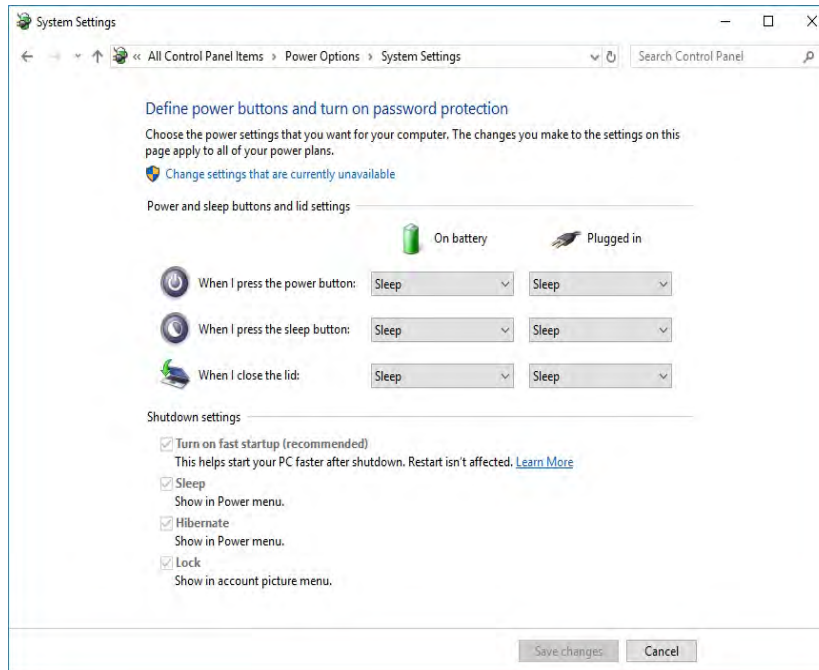 System Settings
« All Control Panel Items › Power Options › System Settings
Search Control Panel
Define power buttons and turn on password protection
Choose the power settings that you want for your computer. The changes you make to the settings on this
page apply to all of your power plans.
Change settings that are currently unavailable
Power and sleep buttons and lid settings
On battery Plugged in
When I press the power button: Sleep Sleep
When I press the sleep button: Sleep Sleep
When I close the lid: Sleep Sleep
Shutdown settings
Turn on fast startup (recommended)
This helps start your PC faster after shutdown. Restart isn't affected. Learn More
Sleep
Show in Power menu.
Hibernate
Show in Power menu.
Lock
Show in account picture menu.
Save changes Cancel